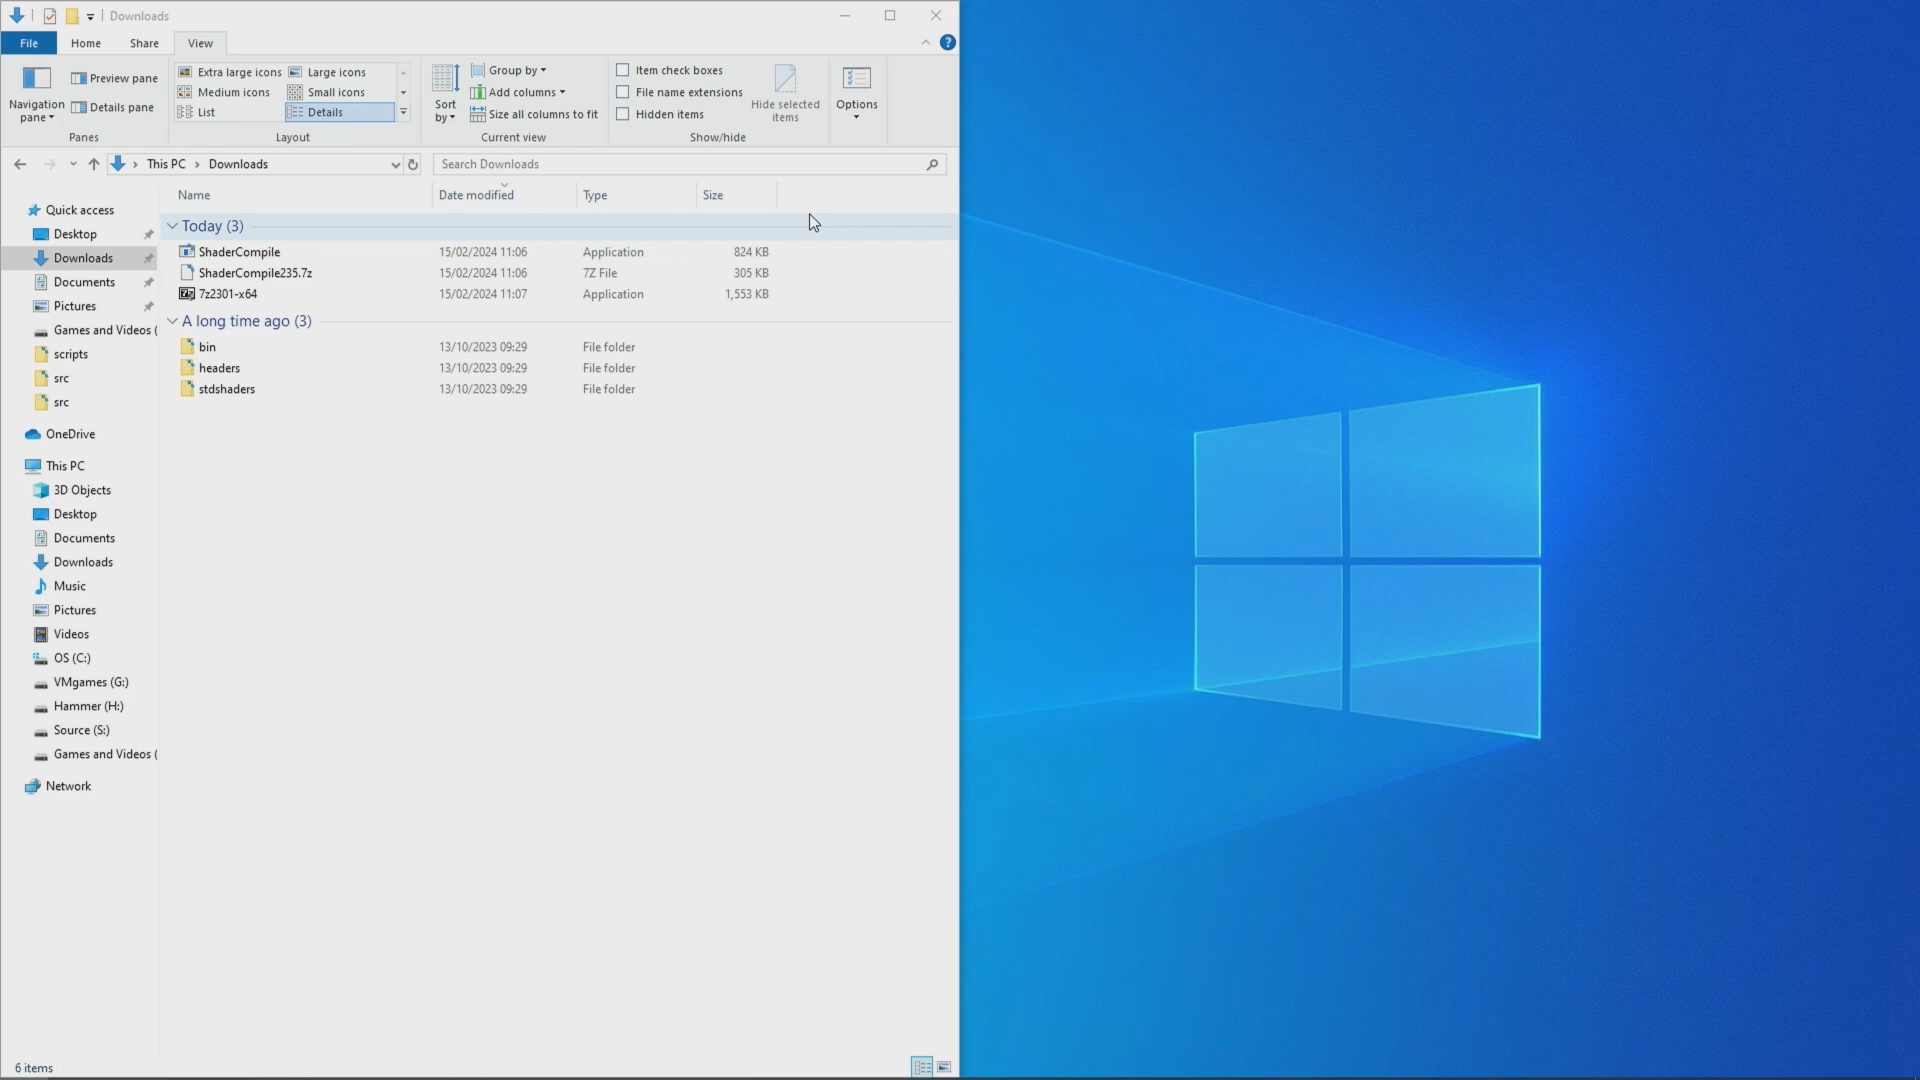 Downloads
File Home Share View
Navigation pane
Preview pane
Details pane
Panes
Extra large icons Large icons
Medium icons Small icons
List Details
Layout
Sort by
Group by
Add columns
Size all columns to fit
Current view
Item check boxes
File name extensions
Hidden items
Hide selected items
Show/hide
Options
This PC > Downloads
Search Downloads
Name Date modified Type Size
Quick access
Desktop
Downloads
Documents
Pictures
Games and Videos (
scripts
src
src
OneDrive
This PC
3D Objects
Desktop
Documents
Downloads
Music
Pictures
Videos
OS (C:)
VMgames (G:)
Hammer (H:)
Source (S:)
Games and Videos (
Network
Today (3)
ShaderCompile 15/02/2024 11:06 Application 824 KB
ShaderCompile235.7z 15/02/2024 11:06 7Z File 305 KB
7z2301-x64 15/02/2024 11:07 Application 1,553 KB
A long time ago (3)
bin 13/10/2023 09:29 File folder
headers 13/10/2023 09:29 File folder
stdshaders 13/10/2023 09:29 File folder
6 items